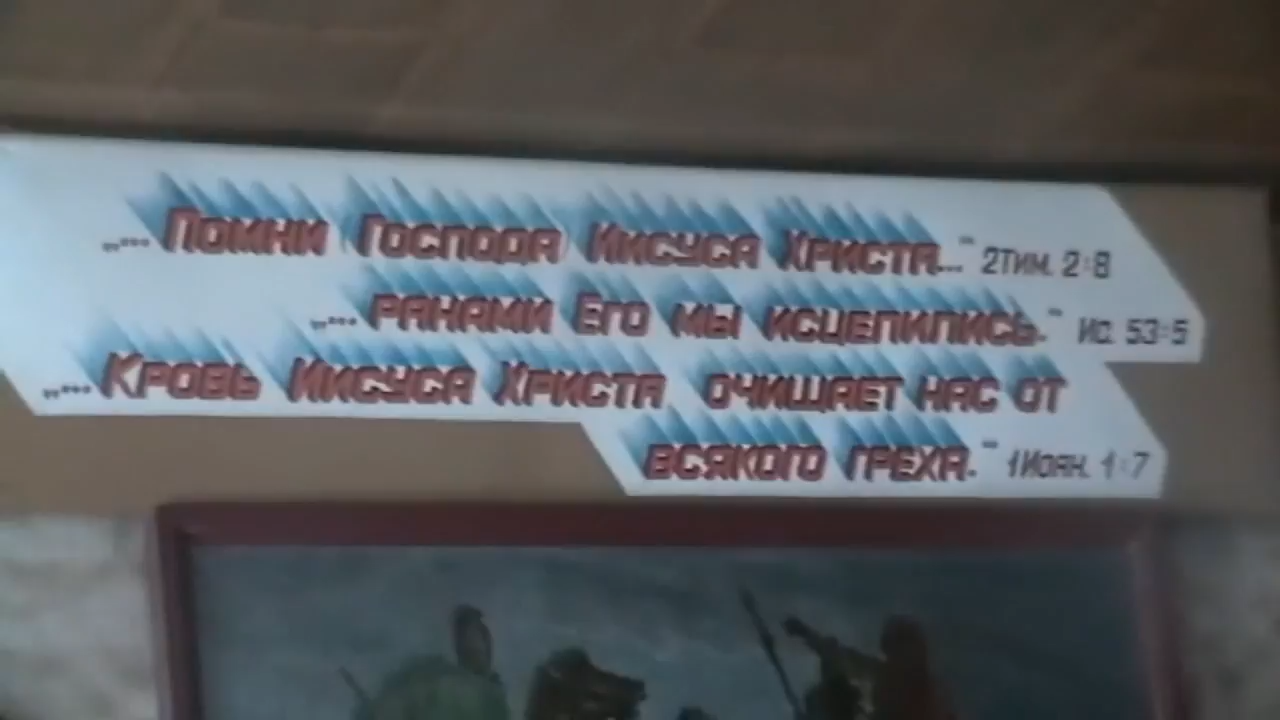 „... Помни Господа Иисуса Христа..." 2Тим. 2:8
„... ранами Его мы исцелились." Ис. 53:5
„... Кровь Иисуса Христа очищает нас от
всякого греха." 1Иоан. 1:7